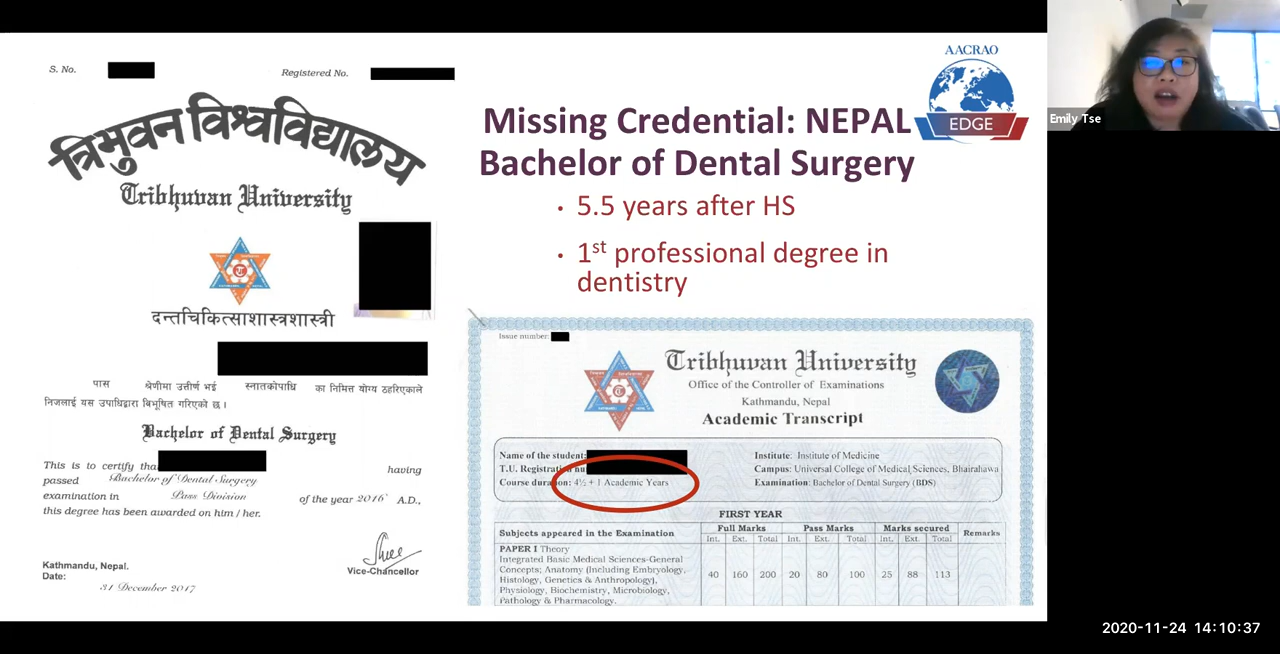 S. No.
Registered No.
त्रिभुवन विश्वविद्यालय
Tribhuvan University
दन्तचिकित्साशास्त्रशास्त्री
पास श्रेणीमा उत्तीर्ण भई स्नातकोपाधि का निमित्त योग्य ठहरिएकाले
निजलाई यस उपाधिद्वारा बिभूषित गरिएको छ ।
Bachelor of Dental Surgery
This is to certify tha having
passed Bachelor of Dental Surgery
examination in Pass Division of the year 2016 A.D.,
this degree has been awarded on him / her.
Vice-Chancellor
Kathmandu, Nepal.
Date:
31 December 2017
Missing Credential: NEPAL
Bachelor of Dental Surgery
• 5.5 years after HS
• 1st professional degree in
dentistry
AACRAO
EDGE
Issue number:
Tribhuvan University
Office of the Controller of Examinations
Kathmandu, Nepal
Academic Transcript
Name of the student:
T.U. Registration nu
Course duration: 4½ + 1 Academic Years
Institute: Institute of Medicine
Campus: Universal College of Medical Sciences, Bhairahawa
Examination: Bachelor of Dental Surgery (BDS)
FIRST YEAR
Subjects appeared in the Examination Full Marks Pass Marks Marks secured Remarks
Int. Ext. Total Int. Ext. Total Int. Ext. Total
PAPER I Theory
Integrated Basic Medical Sciences-General
Concepts; Anatomy (Including Embryology,
Histology, Genetics & Anthropology),
Physiology, Biochemistry, Microbiology,
Pathology & Pharmacology.
40 160 200 20 80 100 25 88 113
Emily Tse
2020-11-24 14:10:37